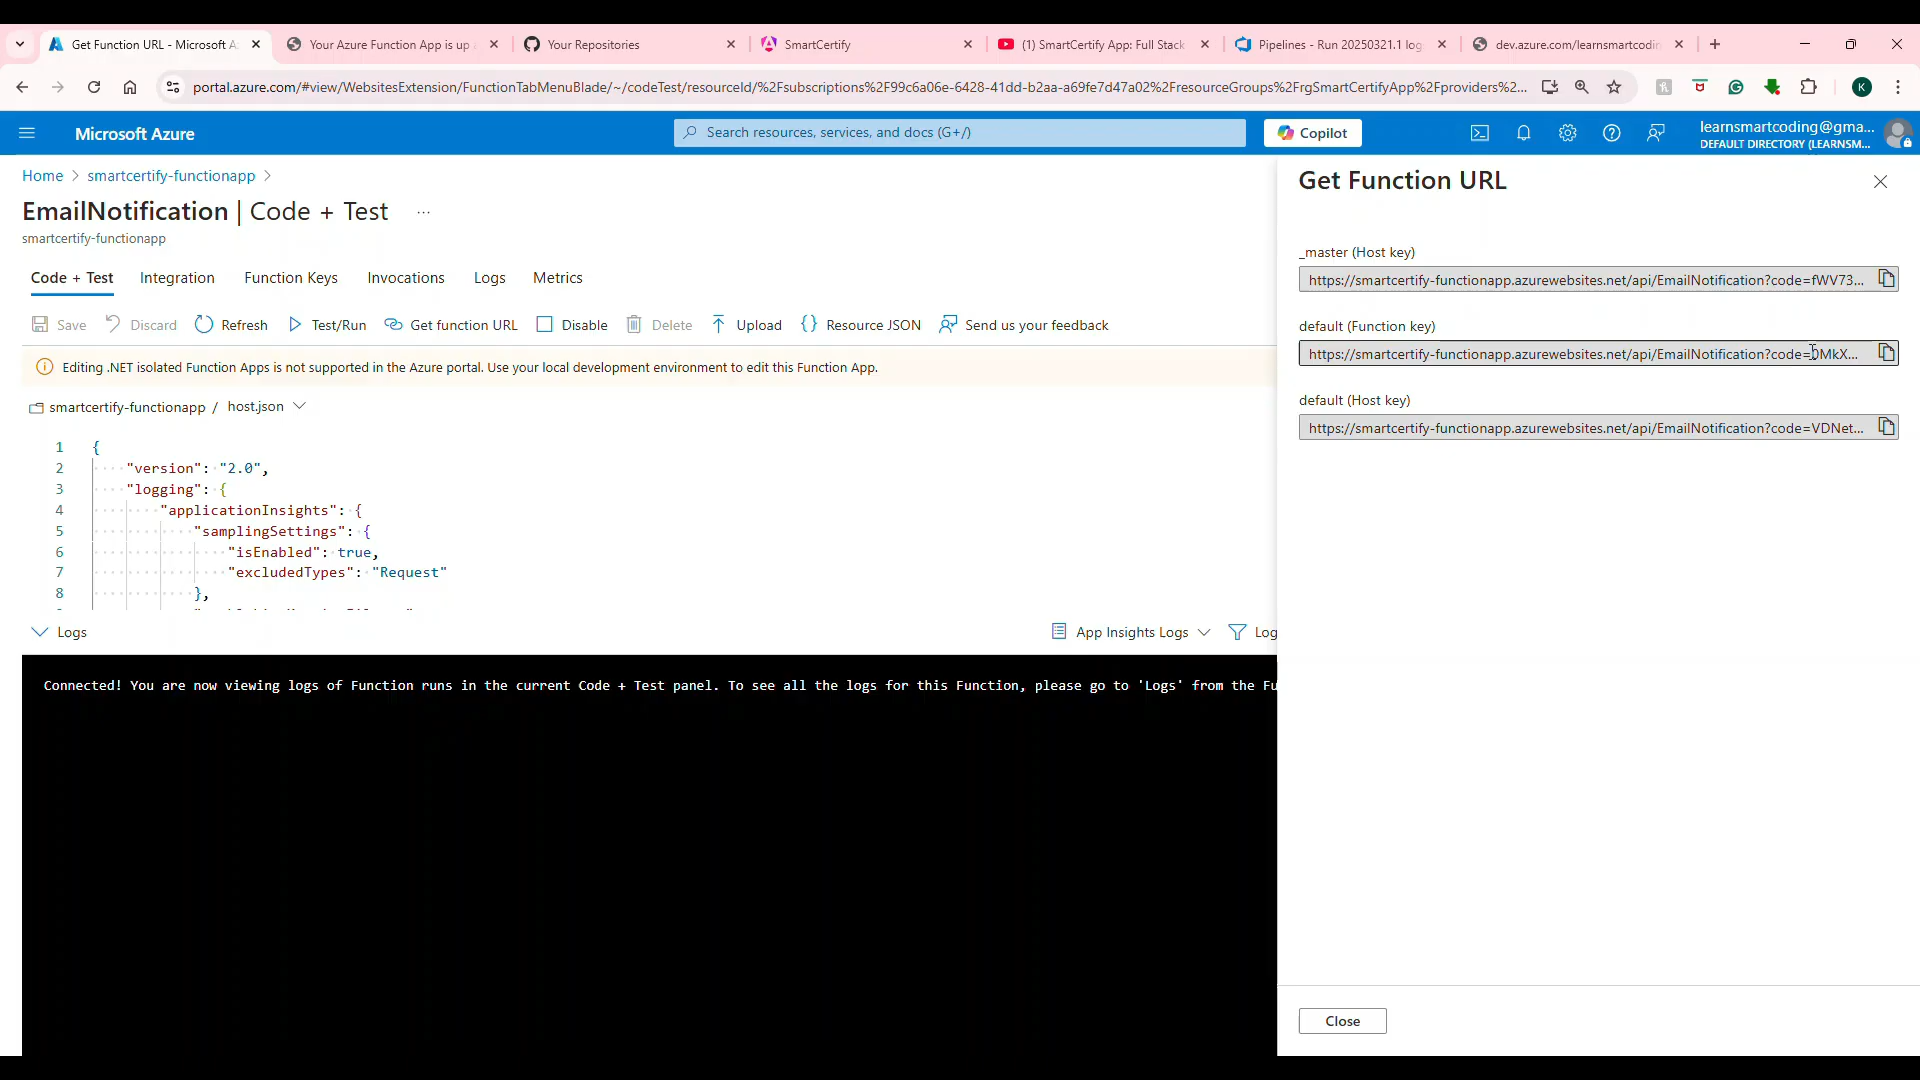 Get Function URL - Microsoft A
Your Azure Function App is up
Your Repositories
SmartCertify
(1) SmartCertify App: Full Stack
Pipelines - Run 20250321.1 log
dev.azure.com/learnsmartcodin
portal.azure.com/#view/WebsitesExtension/FunctionTabMenuBlade/~/codeTest/resourceId/%2Fsubscriptions%2F99c6a06e-6428-41dd-b2aa-a69fe7d47a02%2FresourceGroups%2FrgSmartCertifyApp%2Fproviders%2...
K
Microsoft Azure
Search resources, services, and docs (G+/)
Copilot
learnsmartcoding@gma...
DEFAULT DIRECTORY (LEARNSM...
Home > smartcertify-functionapp >
EmailNotification | Code + Test ...
smartcertify-functionapp
Code + Test
Integration
Function Keys
Invocations
Logs
Metrics
Save
Discard
Refresh
Test/Run
Get function URL
Disable
Delete
Upload
Resource JSON
Send us your feedback
Editing .NET isolated Function Apps is not supported in the Azure portal. Use your local development environment to edit this Function App.
smartcertify-functionapp / host.json
1 {
2 "version": "2.0",
3 "logging": {
4 "applicationInsights": {
5 "samplingSettings": {
6 "isEnabled": true,
7 "excludedTypes": "Request"
8 },
Logs
App Insights Logs
Log
Connected! You are now viewing logs of Function runs in the current Code + Test panel. To see all the logs for this Function, please go to 'Logs' from the Fu
Get Function URL
_master (Host key)
https://smartcertify-functionapp.azurewebsites.net/api/EmailNotification?code=fWV73...
default (Function key)
https://smartcertify-functionapp.azurewebsites.net/api/EmailNotification?code=0MkX...
default (Host key)
https://smartcertify-functionapp.azurewebsites.net/api/EmailNotification?code=VDNet...
Close